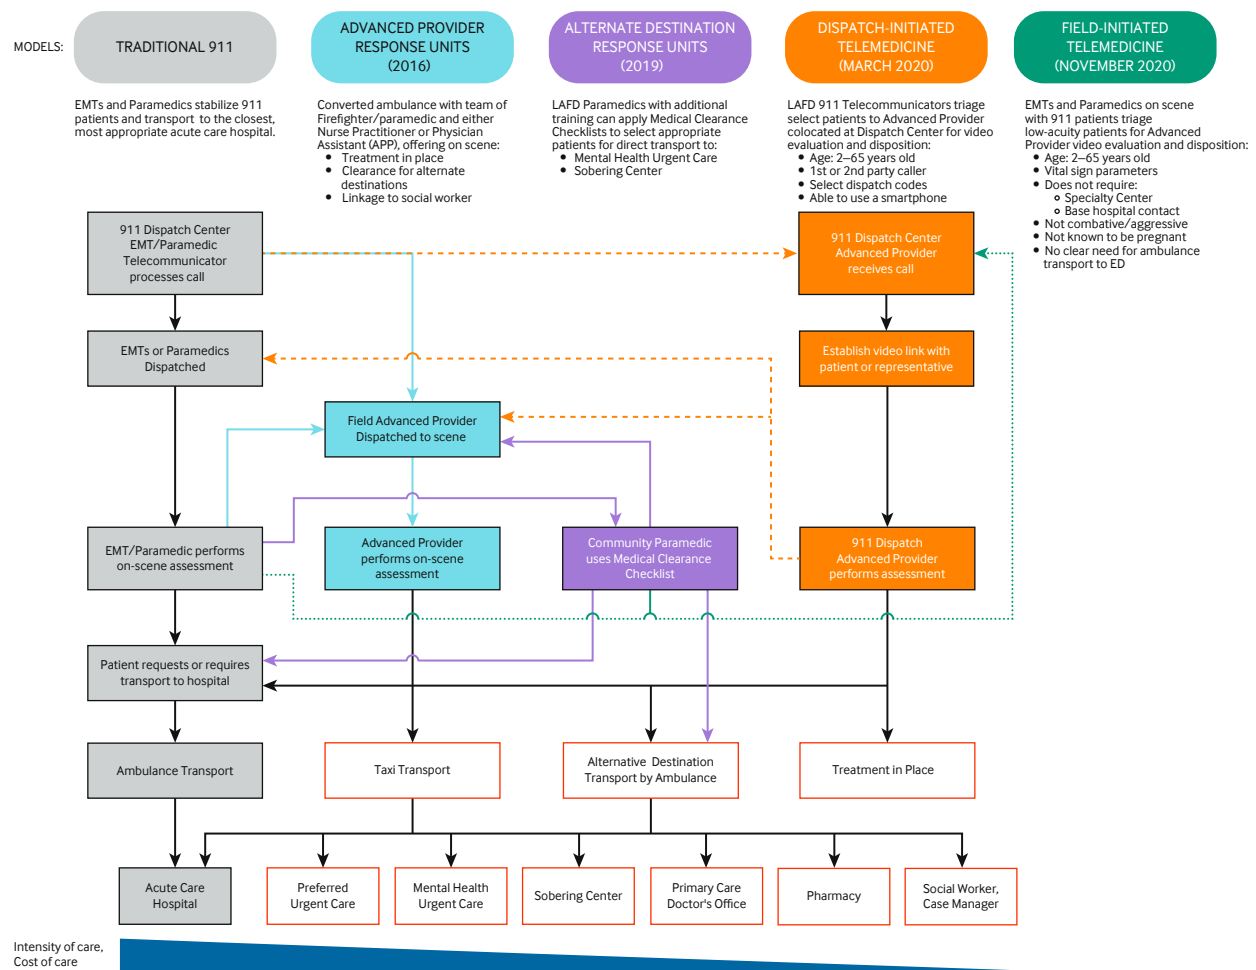 MODELS:
TRADITIONAL 911
ADVANCED PROVIDER
RESPONSE UNITS
(2016)
ALTERNATE DESTINATION
RESPONSE UNITS
(2019)
DISPATCH-INITIATED
TELEMEDICINE
(MARCH 2020)
FIELD-INITIATED
TELEMEDICINE
(NOVEMBER 2020)
EMTs and Paramedics stabilize 911
patients and transport to the closest,
most appropriate acute care hospital.
Converted ambulance with team of
Firefighter/paramedic and either
Nurse Practitioner or Physician
Assistant (APP), offering on scene:
• Treatment in place
• Clearance for alternate
destinations
• Linkage to social worker
LAFD Paramedics with additional
training can apply Medical Clearance
Checklists to select appropriate
patients for direct transport to:
• Mental Health Urgent Care
• Sobering Center
LAFD 911 Telecommunicators triage
select patients to Advanced Provider
colocated at Dispatch Center for video
evaluation and disposition:
• Age: 2–65 years old
• 1st or 2nd party caller
• Select dispatch codes
• Able to use a smartphone
EMTs and Paramedics on scene
with 911 patients triage
low-acuity patients for Advanced
Provider video evaluation and disposition:
• Age: 2–65 years old
• Vital sign parameters
• Does not require:
Specialty Center
Base hospital contact
• Not combative/aggressive
• Not known to be pregnant
• No clear need for ambulance
transport to ED
911 Dispatch Center
EMT/Paramedic
Telecommunicator
processes call
911 Dispatch Center
Advanced Provider
receives call
EMTs or Paramedics
Dispatched
Establish video link with
patient or representative
Field Advanced Provider
Dispatched to scene
EMT/Paramedic performs
on-scene assessment
Advanced Provider
performs on-scene
assessment
Community Paramedic
uses Medical Clearance
Checklist
911 Dispatch
Advanced Provider
performs assessment
Patient requests or requires
transport to hospital
Ambulance Transport
Taxi Transport
Alternative Destination
Transport by Ambulance
Treatment in Place
Acute Care
Hospital
Preferred
Urgent Care
Mental Health
Urgent Care
Sobering Center
Primary Care
Doctor's Office
Pharmacy
Social Worker,
Case Manager
Intensity of care,
Cost of care